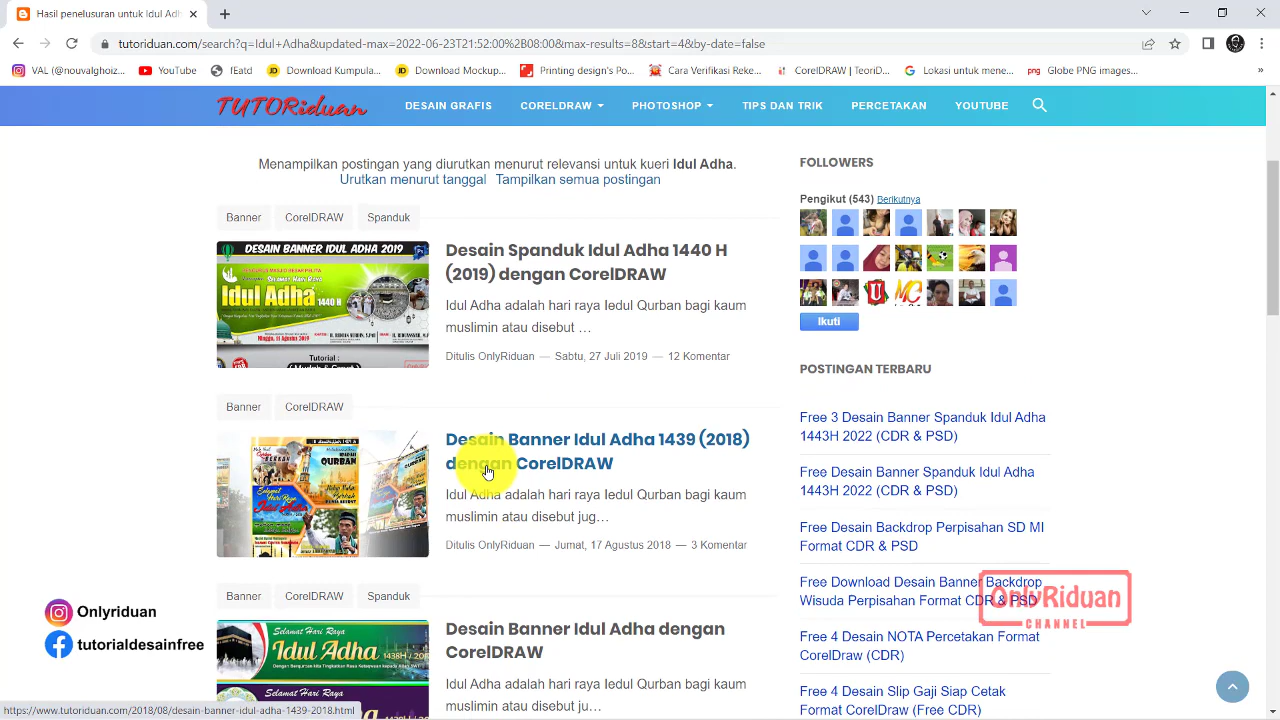 Hasil penelusuran untuk Idul Adh
tutoriduan.com/search?q=Idul+Adha&updated-max=2022-06-23T21:52:00%2B08:00&max-results=8&start=4&by-date=false
VAL (@nouvalghoiz...
YouTube
fEatd
Download Kumpula...
Download Mockup...
Printing design's Po...
Cara Verifikasi Reke...
CorelDRAW | TeoriD...
Lokasi untuk mene...
png Globe PNG images...
»
TUTORiduan
DESAIN GRAFIS
CORELDRAW
PHOTOSHOP
TIPS DAN TRIK
PERCETAKAN
YOUTUBE
Menampilkan postingan yang diurutkan menurut relevansi untuk kueri Idul Adha.
Urutkan menurut tanggal Tampilkan semua postingan
Banner CorelDRAW Spanduk
DESAIN BANNER IDUL ADHA 2019
Idul Adha
1440 H
Tutorial :
Desain Spanduk Idul Adha 1440 H
(2019) dengan CorelDRAW
Idul Adha adalah hari raya Iedul Qurban bagi kaum
muslimin atau disebut ...
Ditulis OnlyRiduan — Sabtu, 27 Juli 2019 — 12 Komentar
Banner CorelDRAW
QURBAN
Desain Banner Idul Adha 1439 (2018)
dengan CorelDRAW
Idul Adha adalah hari raya Iedul Qurban bagi kaum
muslimin atau disebut jug...
Ditulis OnlyRiduan — Jumat, 17 Agustus 2018 — 3 Komentar
Banner CorelDRAW Spanduk
Selamat Hari Raya
Idul Adha
Selamat Hari Raya
Desain Banner Idul Adha dengan
CorelDRAW
Idul Adha adalah hari raya Iedul Qurban bagi kaum
muslimin atau disebut ju...
FOLLOWERS
Pengikut (543) Berikutnya
Ikuti
POSTINGAN TERBARU
Free 3 Desain Banner Spanduk Idul Adha
1443H 2022 (CDR & PSD)
Free Desain Banner Spanduk Idul Adha
1443H 2022 (CDR & PSD)
Free Desain Backdrop Perpisahan SD MI
Format CDR & PSD
Free Download Desain Banner Backdrop
Wisuda Perpisahan Format CDR & PSD
Free 4 Desain NOTA Percetakan Format
CorelDraw (CDR)
Free 4 Desain Slip Gaji Siap Cetak
Format CorelDraw (Free CDR)
OnlyRiduan
CHANNEL
Onlyriduan
tutorialdesainfree
https://www.tutoriduan.com/2018/08/desain-banner-idul-adha-1439-2018.html